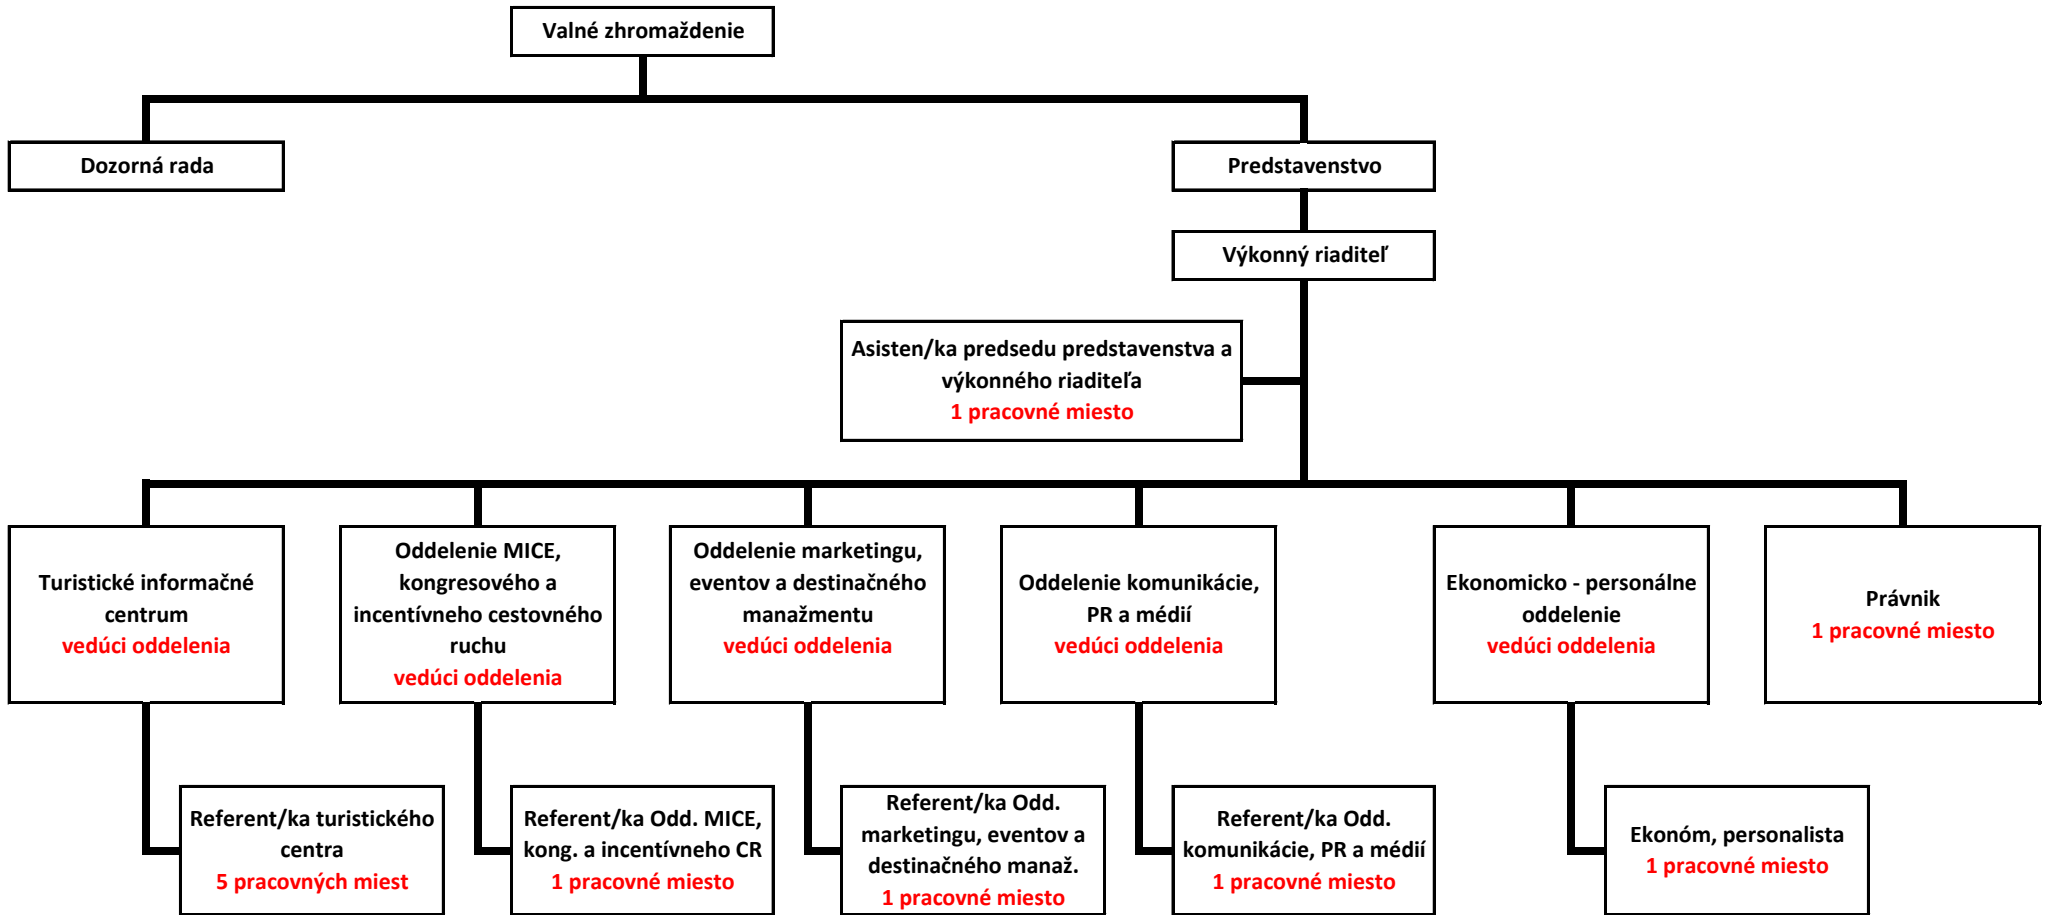 Valné zhromaždenie
Dozorná rada
Predstavenstvo
Výkonný riaditeľ
Asisten/ka predsedu predstavenstva a
výkonného riaditeľa
1 pracovné miesto
Turistické informačné
centrum
vedúci oddelenia
Oddelenie MICE,
kongresového a
incentívneho cestovného
ruchu
vedúci oddelenia
Oddelenie marketingu,
eventov a destinačného
manažmentu
vedúci oddelenia
Oddelenie komunikácie,
PR a médií
vedúci oddelenia
Ekonomicko - personálne
oddelenie
vedúci oddelenia
Právnik
1 pracovné miesto
Referent/ka turistického
centra
5 pracovných miest
Referent/ka Odd. MICE,
kong. a incentívneho CR
1 pracovné miesto
Referent/ka Odd.
marketingu, eventov a
destinačného manaž.
1 pracovné miesto
Referent/ka Odd.
komunikácie, PR a médií
1 pracovné miesto
Ekonóm, personalista
1 pracovné miesto